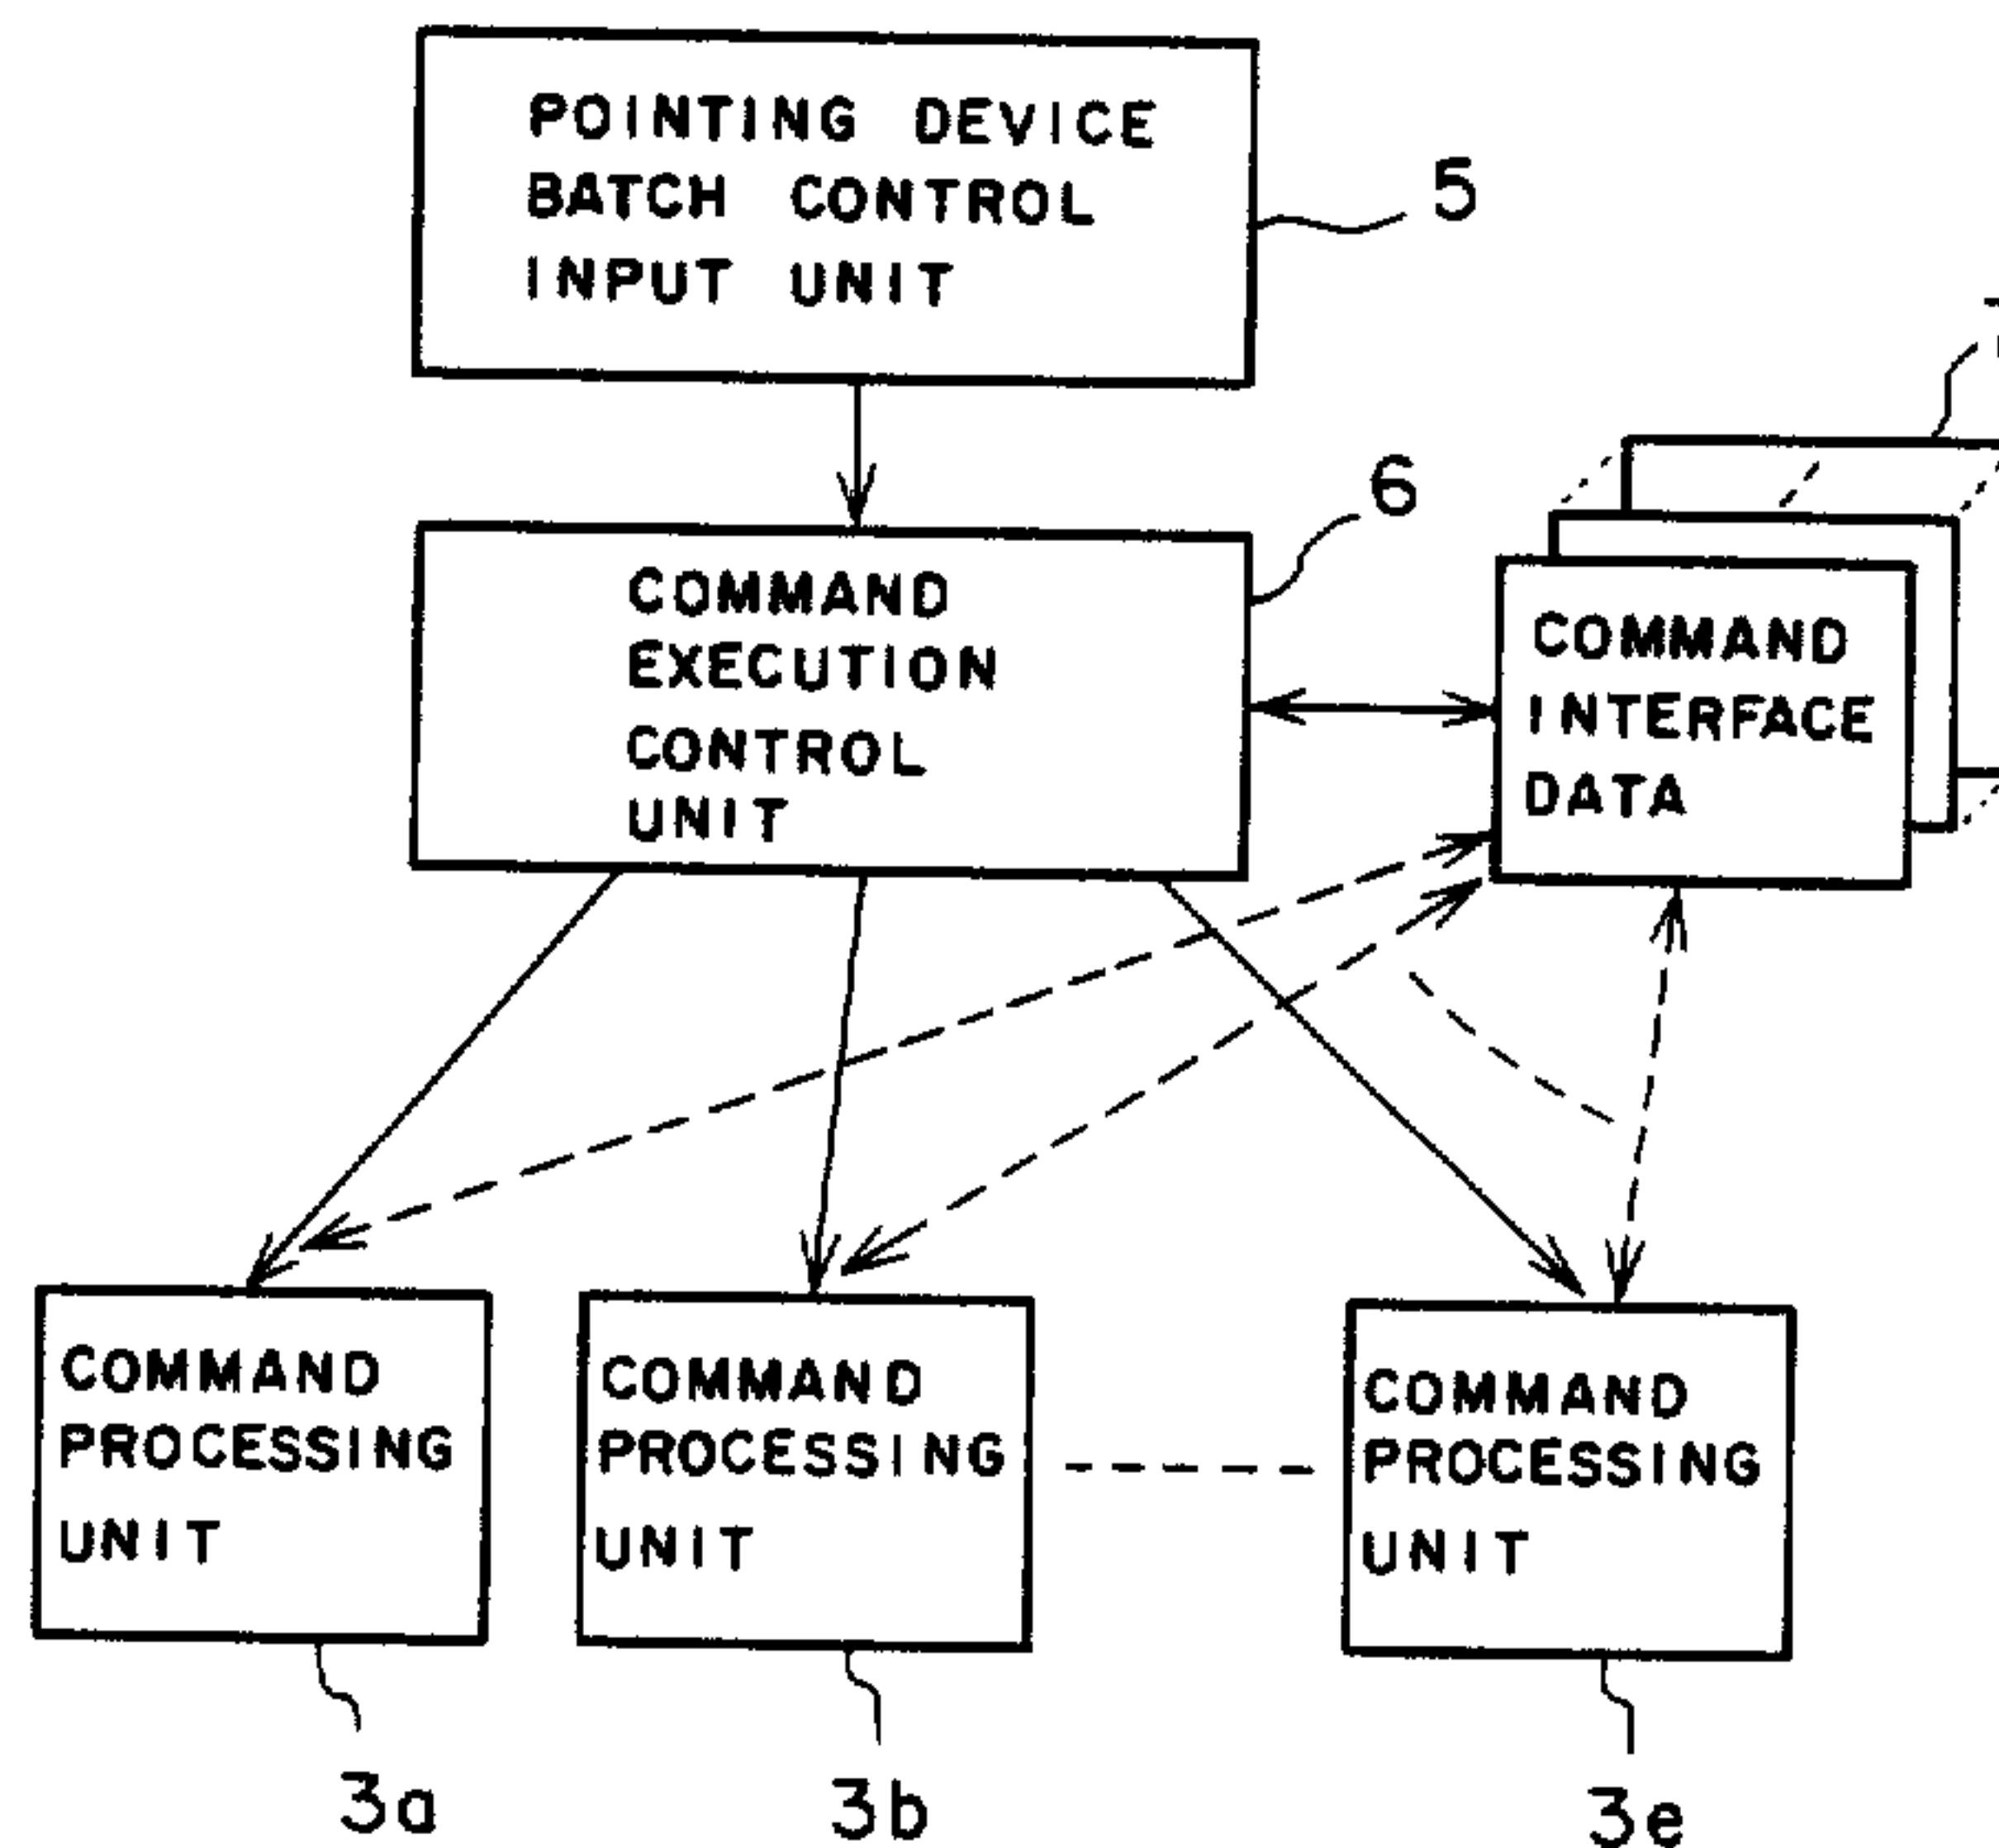 POINTING DEVICE
BATCH CONTROL
INPUT UNIT
5
6
COMMAND
EXECUTION
CONTROL
UNIT
COMMAND
INTERFACE
DATA
COMMAND
PROCESSING
UNIT
COMMAND
PROCESSING
UNIT
COMMAND
PROCESSING
UNIT
3a
3b
3e